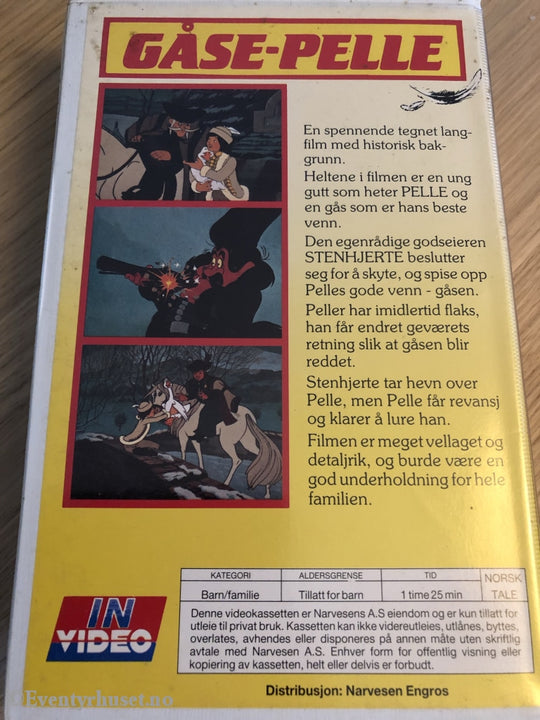 GÅSE-PELLE
En spennende tegnet lang-
film med historisk bak-
grunn.
Heltene i filmen er en ung
gutt som heter PELLE og
en gås som er hans beste
venn.
Den egenrådige godseieren
STENHJERTE beslutter
seg for å skyte, og spise opp
Pelles gode venn - gåsen.
Peller har imidlertid flaks,
han får endret geværets
retning slik at gåsen blir
reddet.
Stenhjerte tar hevn over
Pelle, men Pelle får revansj
og klarer å lure han.
Filmen er meget vellaget og
detaljrik, og burde være en
god underholdning for hele
familien.
KATEGORI ALDERSGRENSE TID NORSK
Barn/familie Tillatt for barn 1 time 25 min TALE
Denne videokassetten er Narvesens A.S eiendom og er kun tillatt for
utleie til privat bruk. Kassetten kan ikke videreutleies, utlånes, byttes,
overlates, avhendes eller disponeres på annen måte uten skriftlig
avtale med Narvesen A.S. Enhver form for offentlig visning eller
kopiering av kassetten, helt eller delvis er forbudt.
IN
VIDEO
Distribusjon: Narvesen Engros
©Eventyrhuset.no